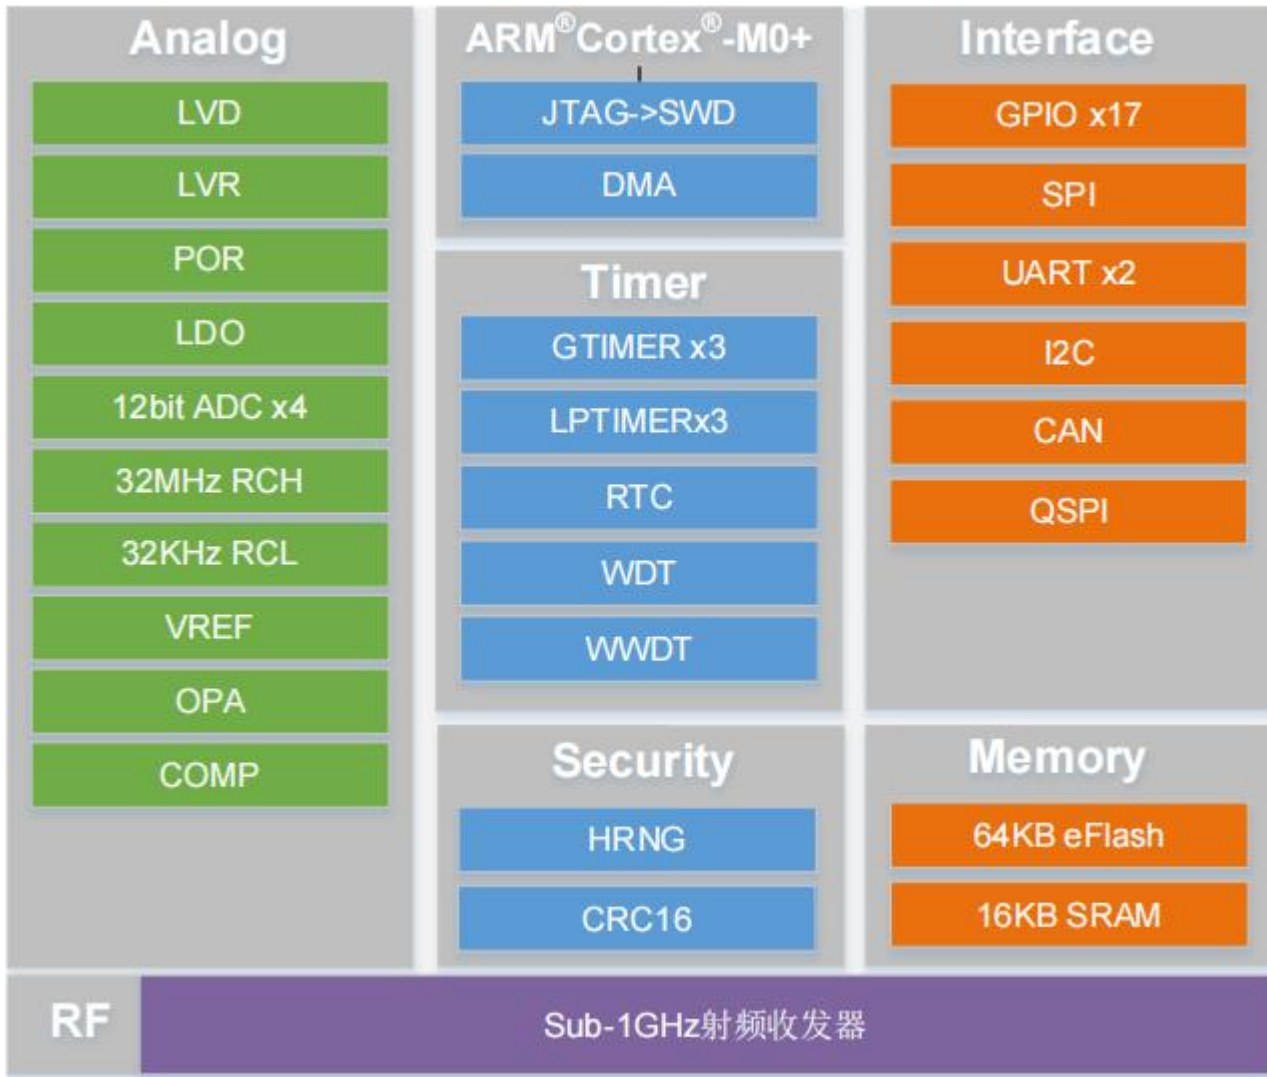 Analog
LVD
LVR
POR
LDO
12bit ADC x4
32MHz RCH
32KHz RCL
VREF
OPA
COMP
ARM®Cortex®-M0+
JTAG->SWD
DMA
Timer
GTIMER x3
LPTIMERx3
RTC
WDT
WWDT
Security
HRNG
CRC16
Interface
GPIO x17
SPI
UART x2
I2C
CAN
QSPI
Memory
64KB eFlash
16KB SRAM
RF
Sub-1GHz射频收发器